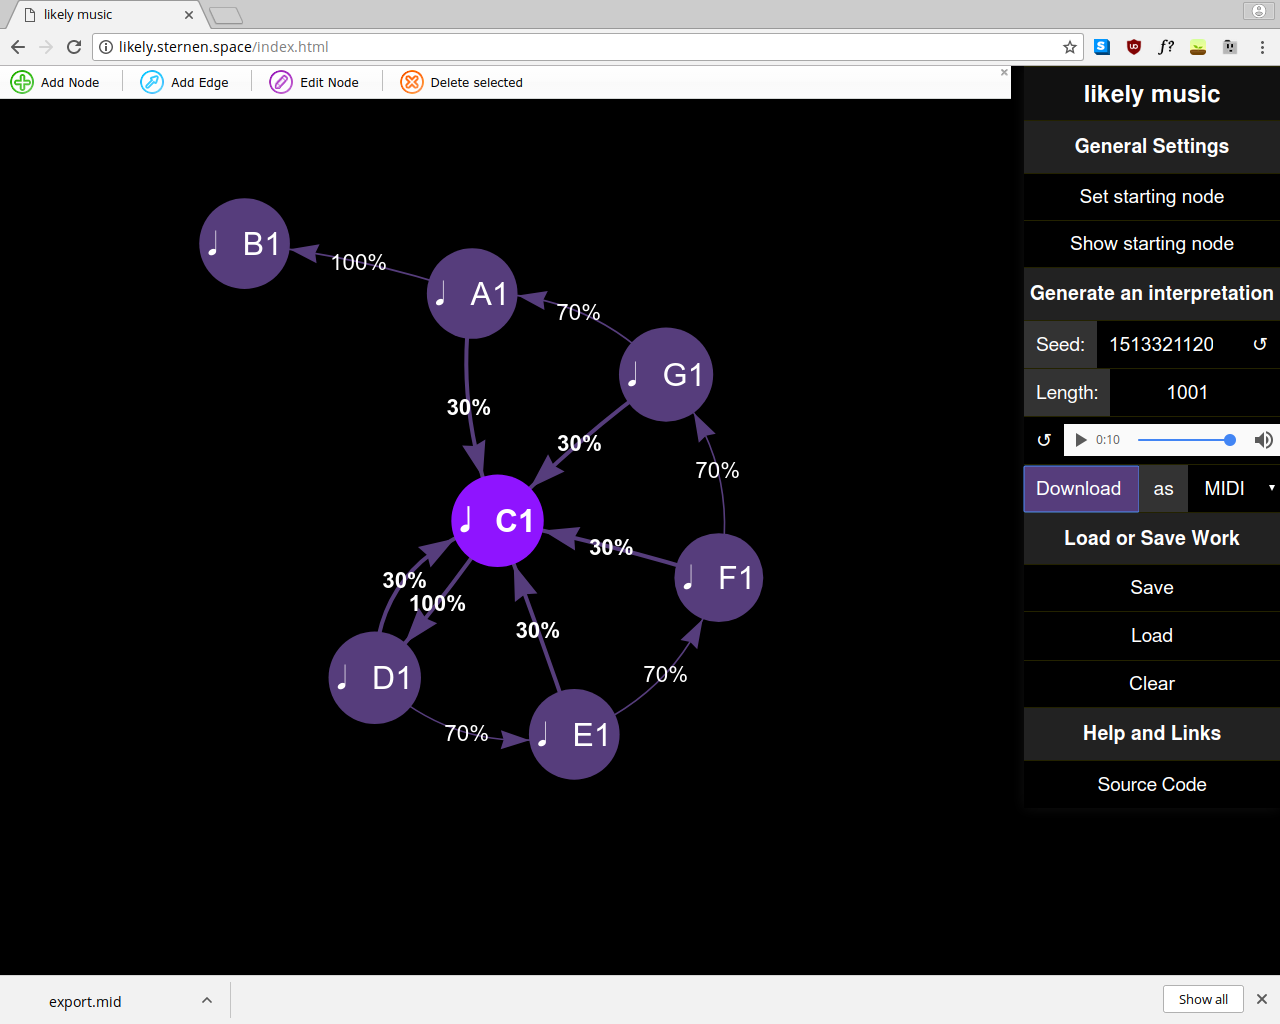 likely music
likely.sternen.space/index.html
f?
Add Node
Add Edge
Edit Node
Delete selected
♩ B1
100%
♩ A1
70%
♩ G1
30%
30%
70%
♩ C1
30%
♩ F1
30%
100%
30%
70%
♩ D1
70%
♩ E1
likely music
General Settings
Set starting node
Show starting node
Generate an interpretation
Seed: 1513321120 ↺
Length: 1001
↺ 0:10
Download as MIDI
Load or Save Work
Save
Load
Clear
Help and Links
Source Code
export.mid
Show all